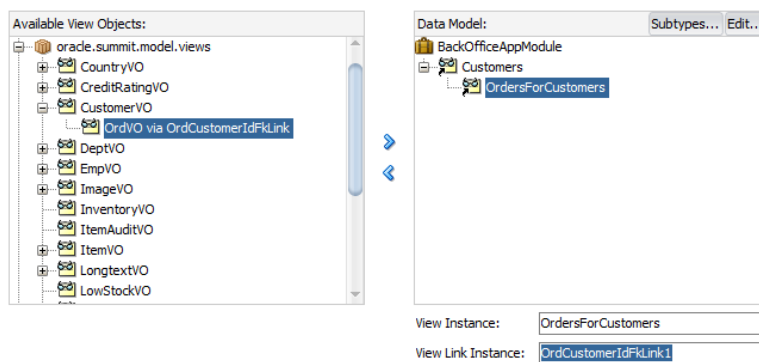 Available View Objects:
oracle.summit.model.views
CountryVO
CreditRatingVO
CustomerVO
OrdVO via OrdCustomerIdFkLink
DeptVO
EmpVO
ImageVO
InventoryVO
ItemAuditVO
ItemVO
LongtextVO
LowStockVO
Data Model:
Subtypes... Edit...
BackOfficeAppModule
Customers
OrdersForCustomers
View Instance: OrdersForCustomers
View Link Instance: OrdCustomerIdFkLink1